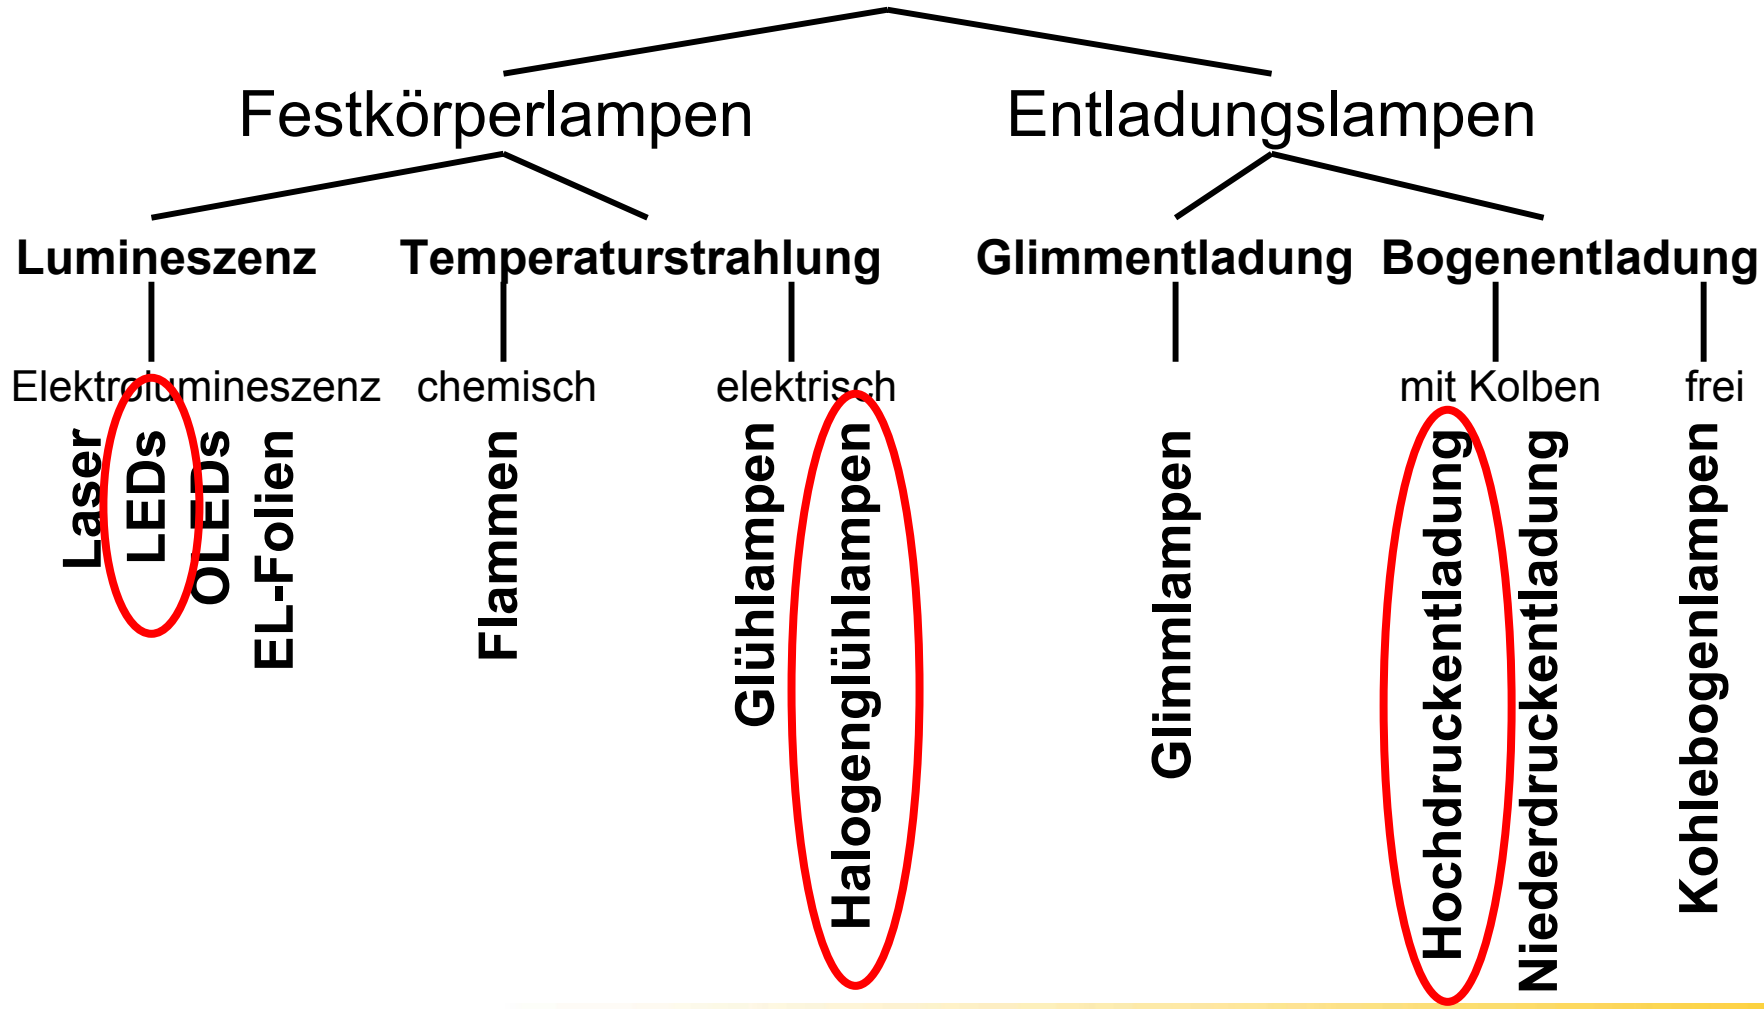 Festkörperlampen Entladungslampen
Lumineszenz Temperaturstrahlung Glimmentladung Bogenentladung
Elektrolumineszenz chemisch elektrisch mit Kolben frei
Laser
LEDs
OLEDs
EL-Folien
Flammen
Glühlampen
Halogenglühlampen
Glimmlampen
Hochdruckentladung
Niederdruckentladung
Kohlebogenlampen